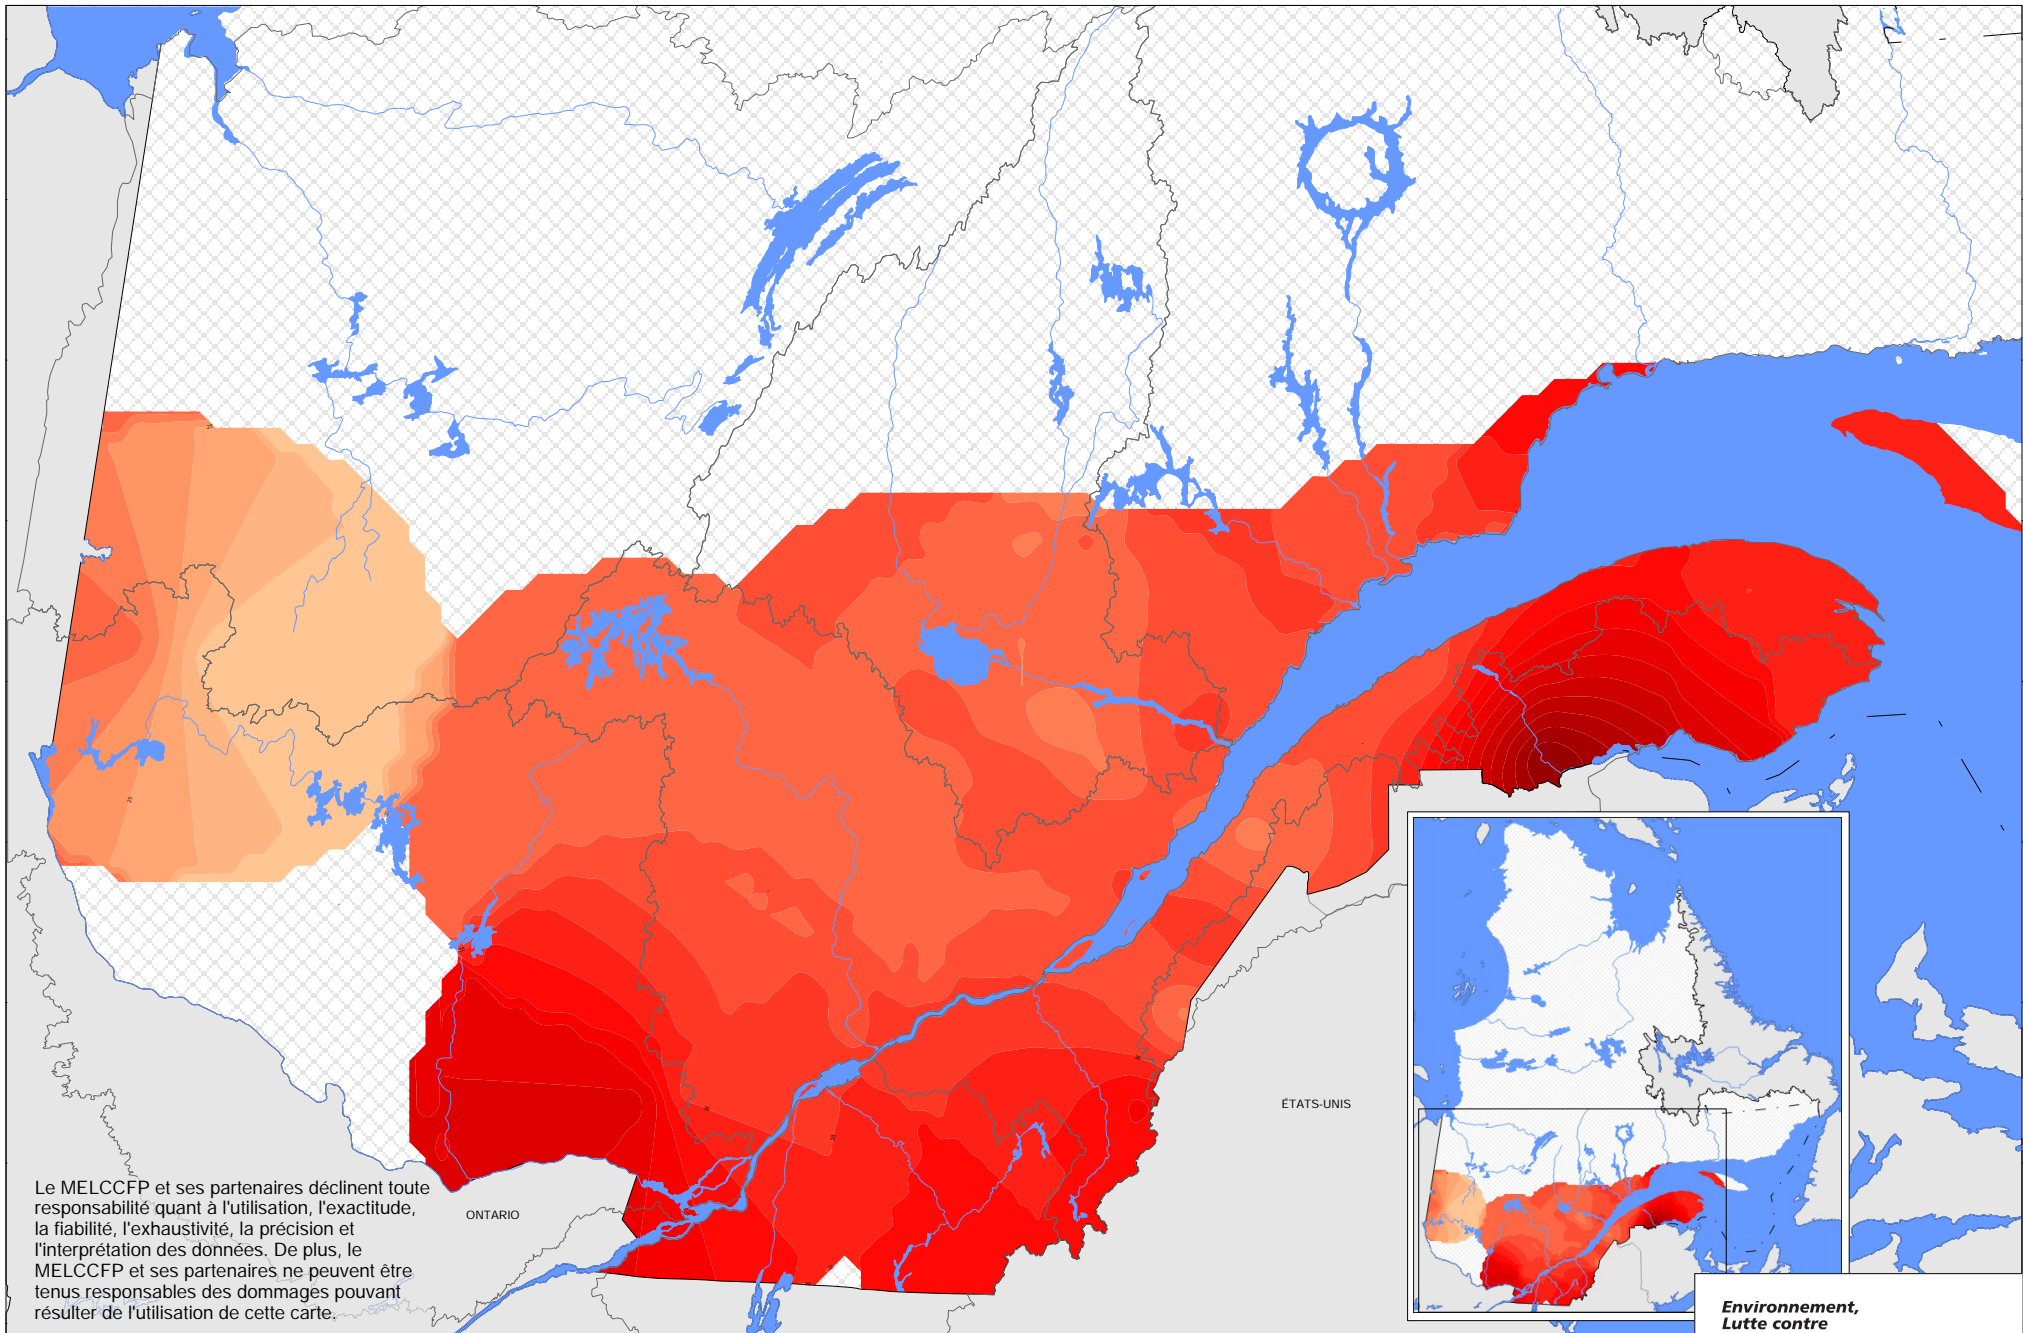 ÉTATS-UNIS
Le MELCCFP et ses partenaires déclinent toute
responsabilité quant à l'utilisation, l'exactitude,
la fiabilité, l'exhaustivité, la précision et
l'interprétation des données. De plus, le
MELCCFP et ses partenaires ne peuvent être
tenus responsables des dommages pouvant
résulter de l'utilisation de cette carte.
ONTARIO
Environnement,
Lutte contre